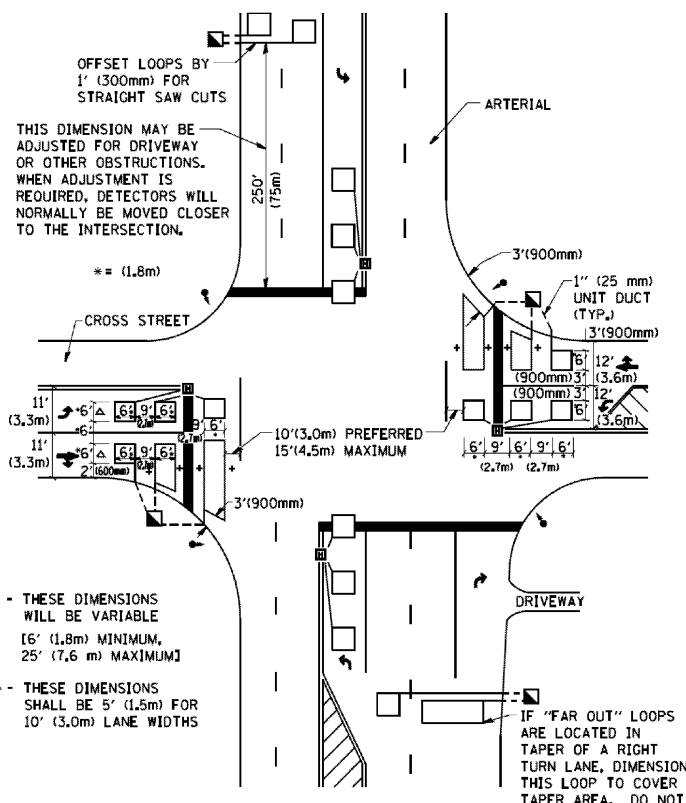 OFFSET LOOPS BY
1' (300mm) FOR
STRAIGHT SAW CUTS
ARTERIAL
THIS DIMENSION MAY BE
ADJUSTED FOR DRIVEWAY
OR OTHER OBSTRUCTIONS.
WHEN ADJUSTMENT IS
REQUIRED, DETECTORS WILL
NORMALLY BE MOVED CLOSER
TO THE INTERSECTION.
250'
(75m)
* = (1.8m)
3'(900mm)
1" (25 mm)
UNIT DUCT
(TYP.)
CROSS STREET
3'(900mm)
*6' 12'
(900mm) 3' (3.6m)
(900mm) 3' 12'
*6' (3.6m)
11' *6' 6' 9' 6'
(3.3m) *6 (2.7m) 9' 6'
11' *6' 6' 9' 6'
(3.3m) 2' (600mm)
10'(3.0m) PREFERRED
15'(4.5m) MAXIMUM
6' 9' 6' 9' 6'
(2.7m) (2.7m)
3'(900mm)
H
H
H
H
- THESE DIMENSIONS
WILL BE VARIABLE
[6' (1.8m) MINIMUM,
25' (7.6 m) MAXIMUM]
DRIVEWAY
- THESE DIMENSIONS
SHALL BE 5' (1.5m) FOR
10' (3.0m) LANE WIDTHS
IF "FAR OUT" LOOPS
ARE LOCATED IN
TAPER OF A RIGHT
TURN LANE, DIMENSION
THIS LOOP TO COVER
TAPER AREA. DO NOT